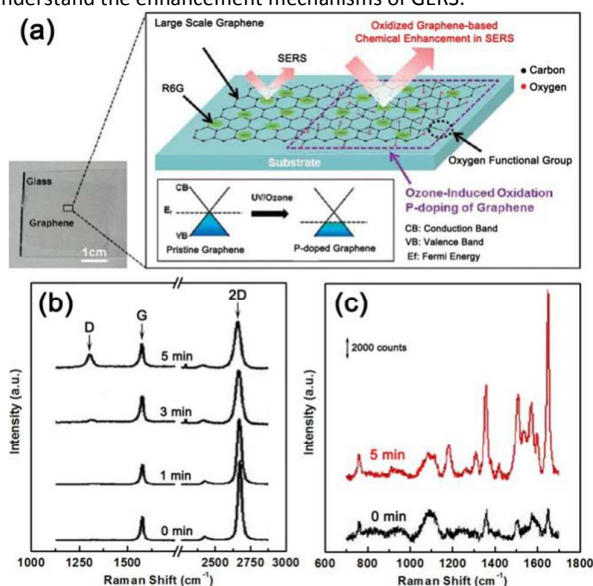 nderstand the enhancement mechanisms of GERS.
(a)
Large Scale Graphene
Oxidized Graphene-based
Chemical Enhancement in SERS
SERS
R6G
Carbon
Oxygen
Substrate
Oxygen Functional Group
Ozone-Induced Oxidation
P-doping of Graphene
CB
Ef
VB
UV/Ozone
CB
VB
Pristine Graphene
P-doped Graphene
CB: Conduction Band
VB: Valence Band
Ef: Fermi Energy
Glass
Graphene
1cm
(b)
D
G
2D
5 min
3 min
1 min
0 min
Intensity (a.u.)
1000 1500 2500 3000
Raman Shift (cm⁻¹)
(c)
2000 counts
5 min
0 min
Intensity (a.u.)
600 800 1000 1200 1400 1600 1800
Raman Shift (cm⁻¹)